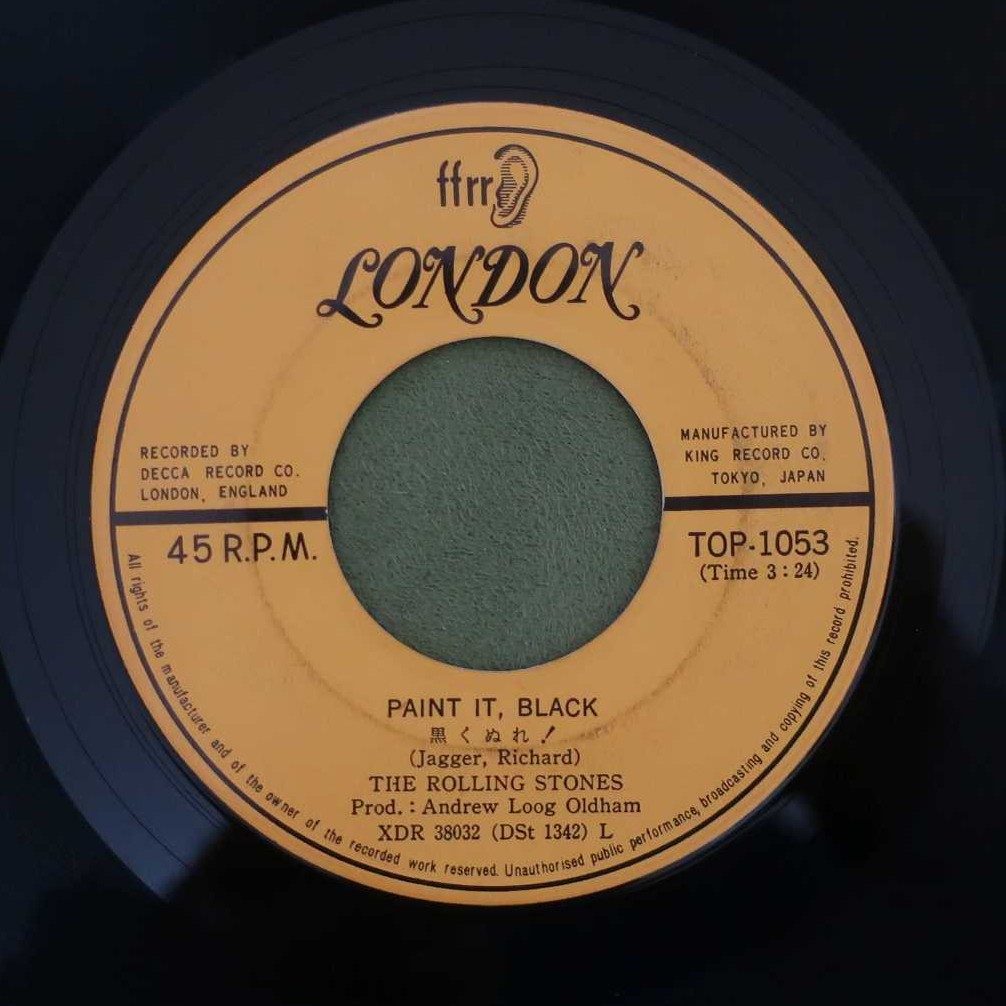 ffrr
LONDON
RECORDED BY
DECCA RECORD CO.
LONDON, ENGLAND
MANUFACTURED BY
KING RECORD CO.
TOKYO, JAPAN
45 R.P.M.
TOP-1053
(Time 3:24)
PAINT IT, BLACK
黒くぬれ!
(Jagger, Richard)
THE ROLLING STONES
Prod.: Andrew Loog Oldham
XDR 38032 (DSt 1342) L
All rights of the manufacturer and of the owner of the recorded work reserved. Unauthorised public performance, broadcasting and copying of this record prohibited.